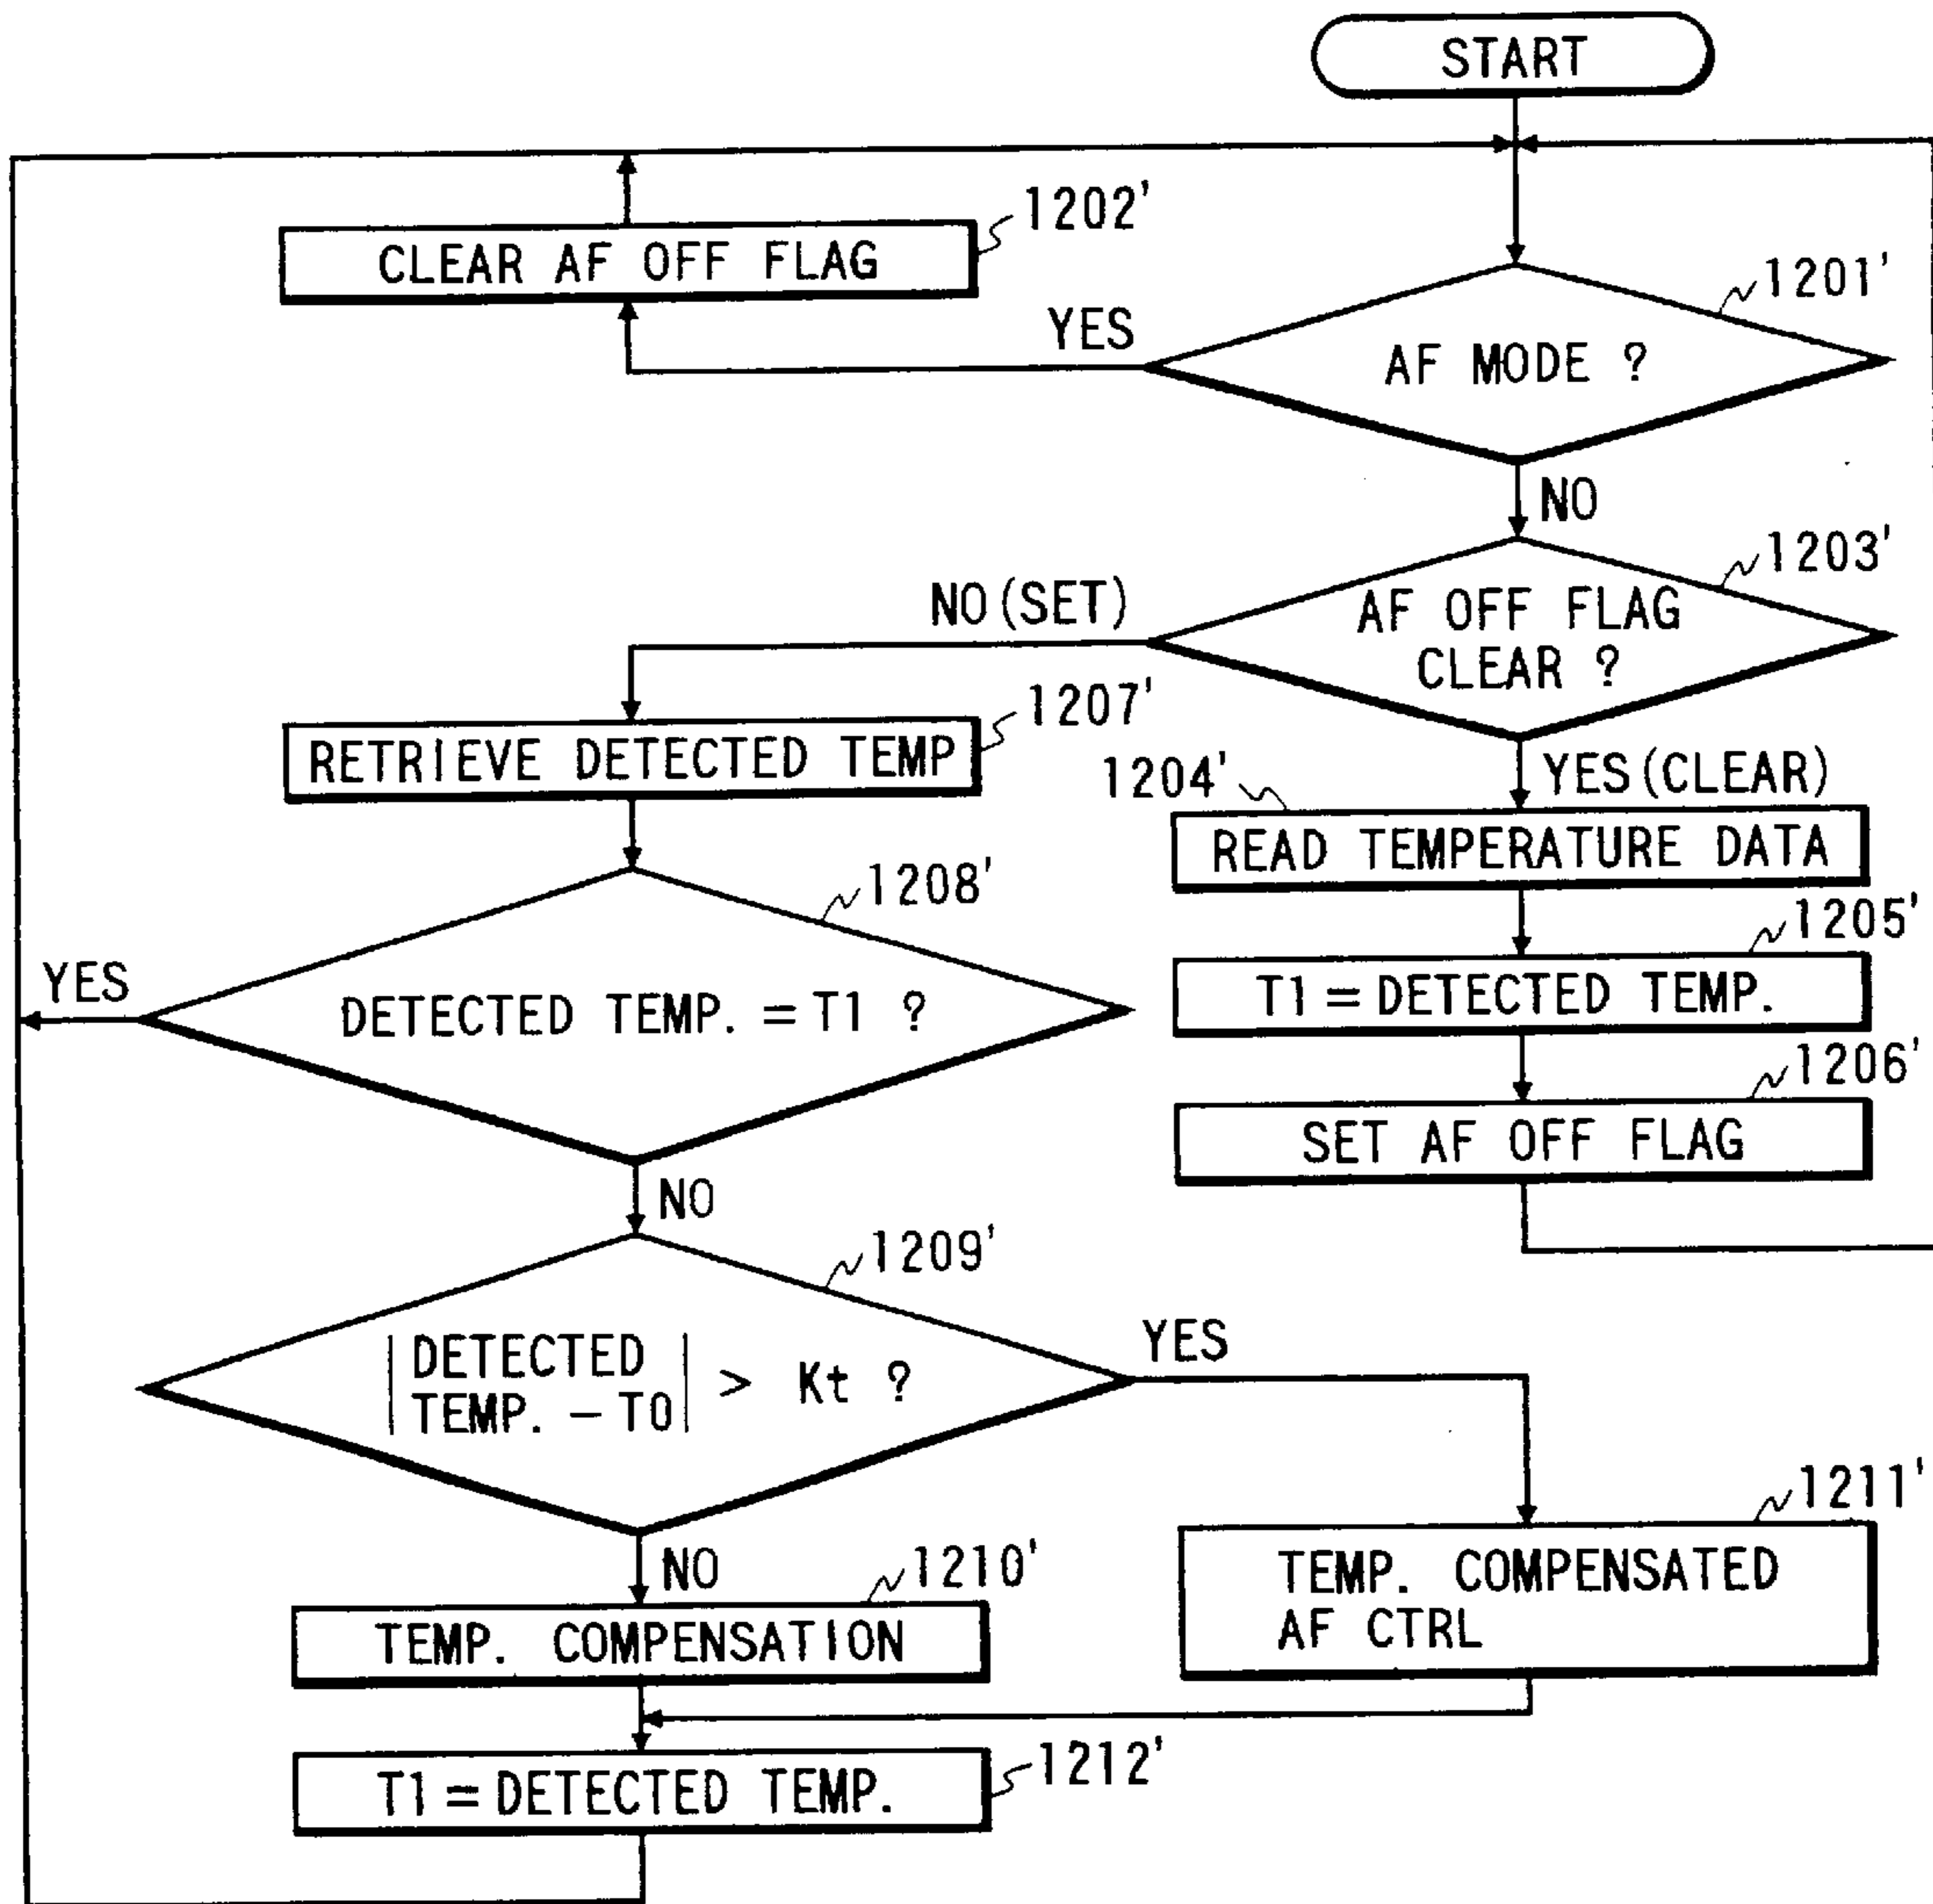 START
1202'
CLEAR AF OFF FLAG
1201'
YES
AF MODE ?
NO
1203'
NO(SET)
AF OFF FLAG
CLEAR ?
1207'
RETRIEVE DETECTED TEMP
YES(CLEAR)
1204'
READ TEMPERATURE DATA
1208'
1205'
YES
DETECTED TEMP. = T1 ?
T1 = DETECTED TEMP.
1206'
SET AF OFF FLAG
NO
1209'
YES
|DETECTED
TEMP. – T0| > Kt ?
1211'
NO
1210'
TEMP. COMPENSATED
AF CTRL
TEMP. COMPENSATION
1212'
T1 = DETECTED TEMP.